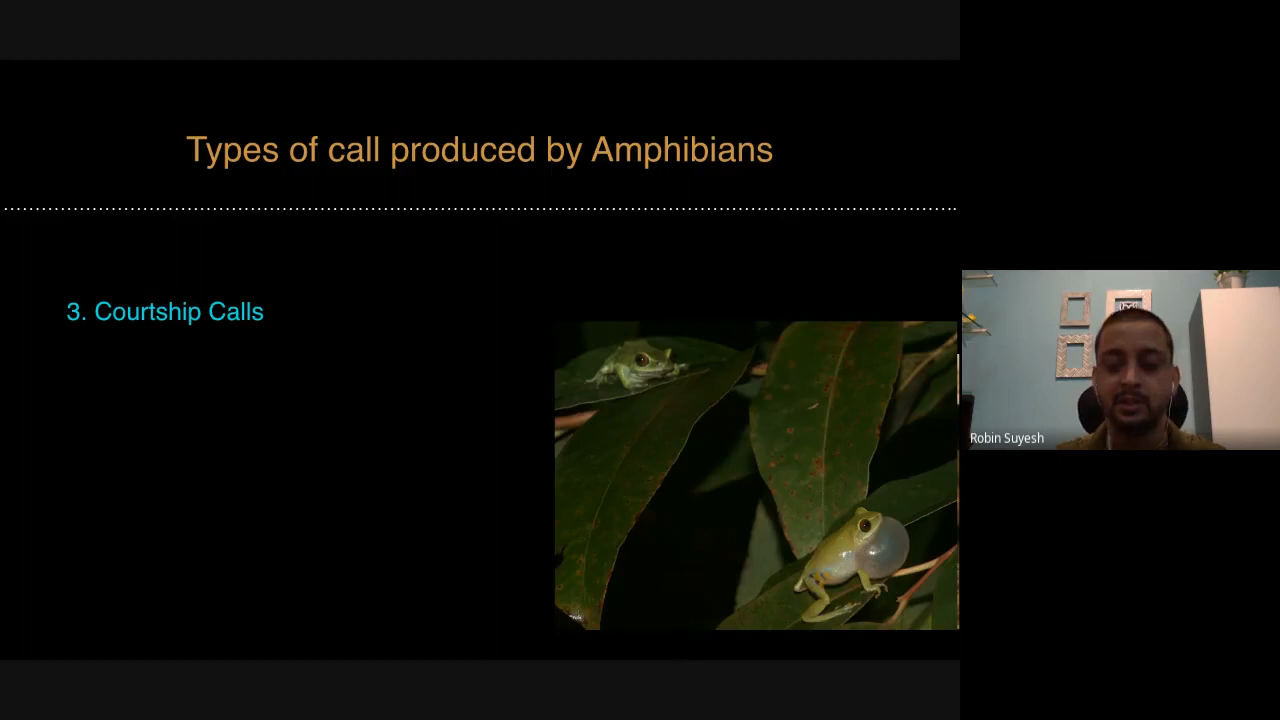 Types of call produced by Amphibians
3. Courtship Calls
Robin Suyesh